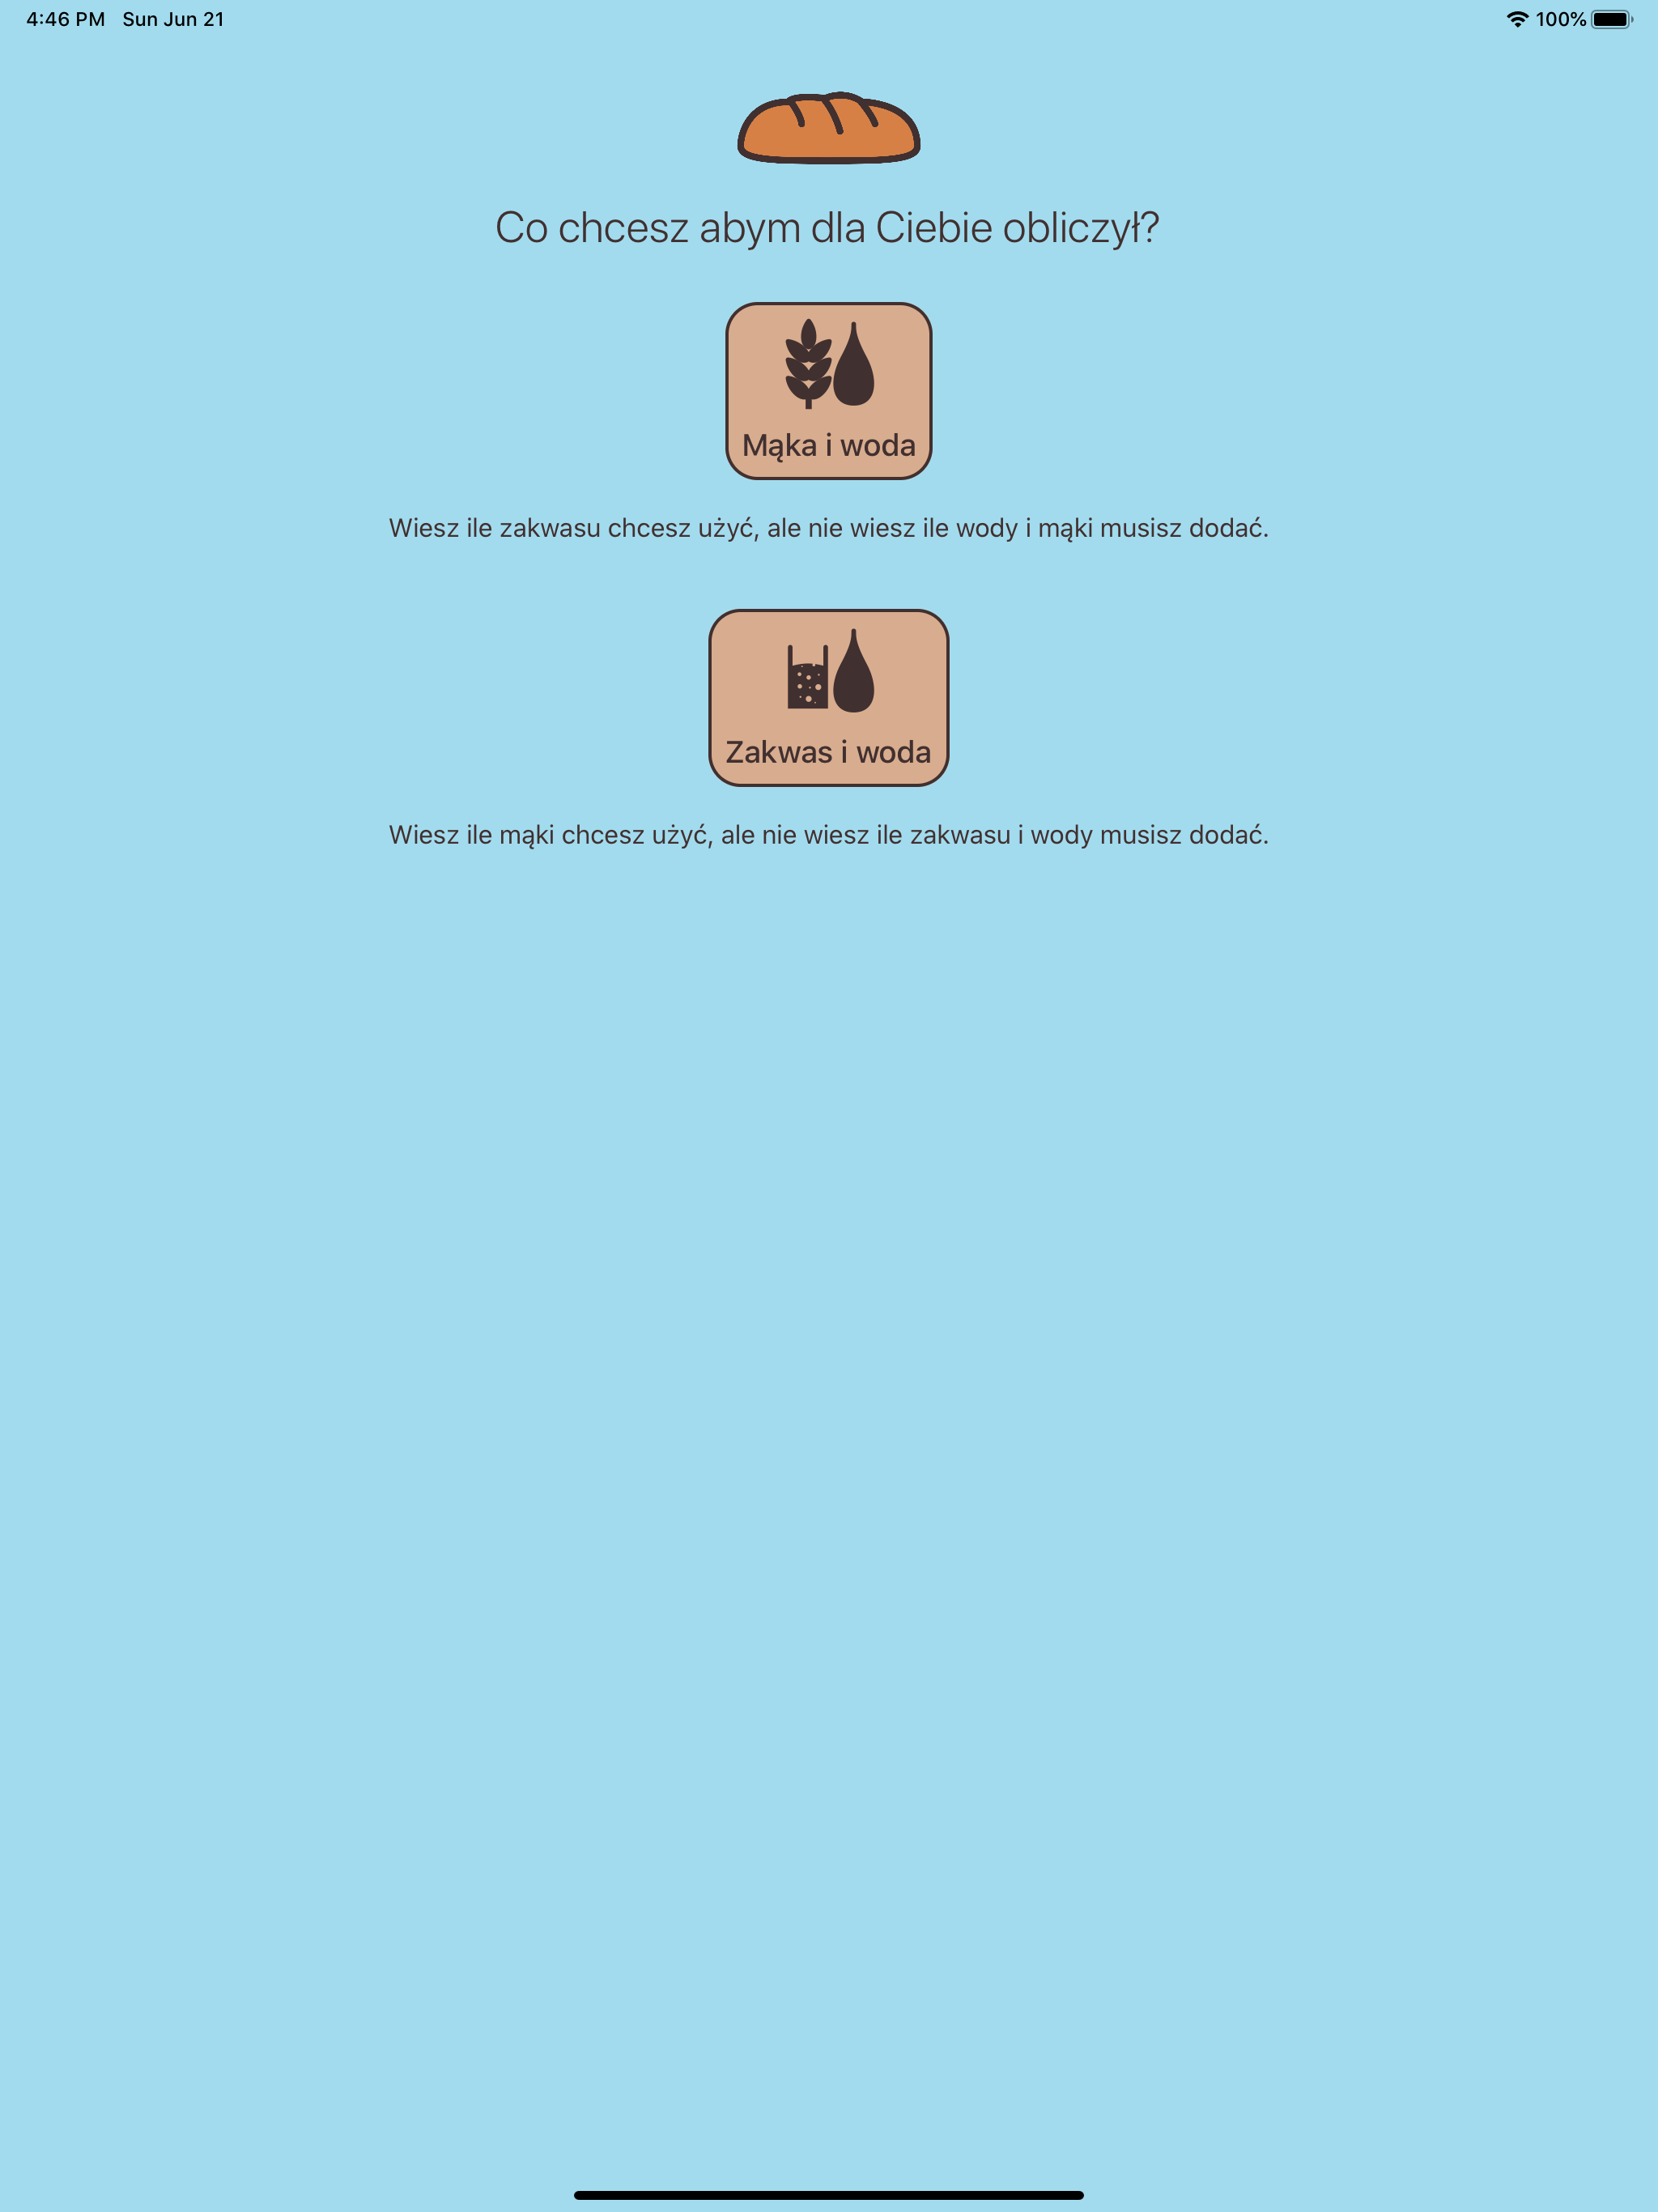 4:46 PM Sun Jun 21 100%
Co chcesz abym dla Ciebie obliczył?
Mąka i woda
Wiesz ile zakwasu chcesz użyć, ale nie wiesz ile wody i mąki musisz dodać.
Zakwas i woda
Wiesz ile mąki chcesz użyć, ale nie wiesz ile zakwasu i wody musisz dodać.